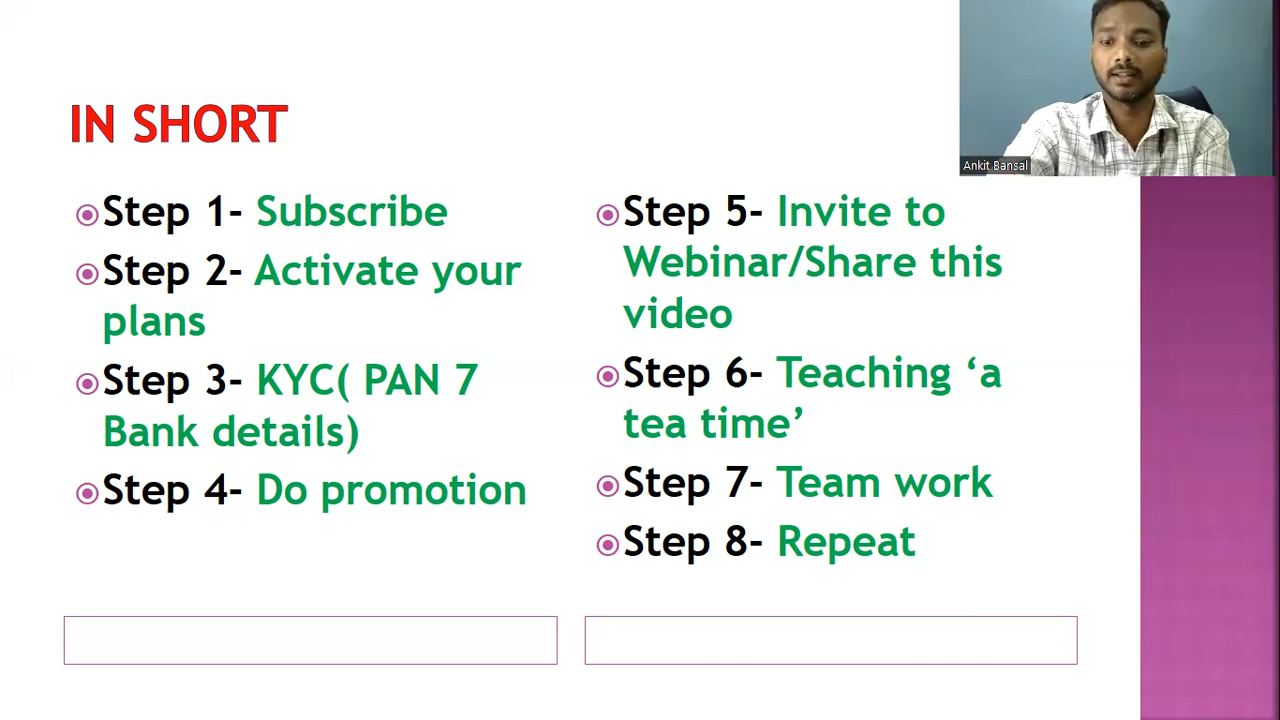 IN SHORT
Step 1- Subscribe
Step 2- Activate your
plans
Step 3- KYC( PAN 7
Bank details)
Step 4- Do promotion
Step 5- Invite to
Webinar/Share this
video
Step 6- Teaching ‘a
tea time’
Step 7- Team work
Step 8- Repeat
Ankit Bansal